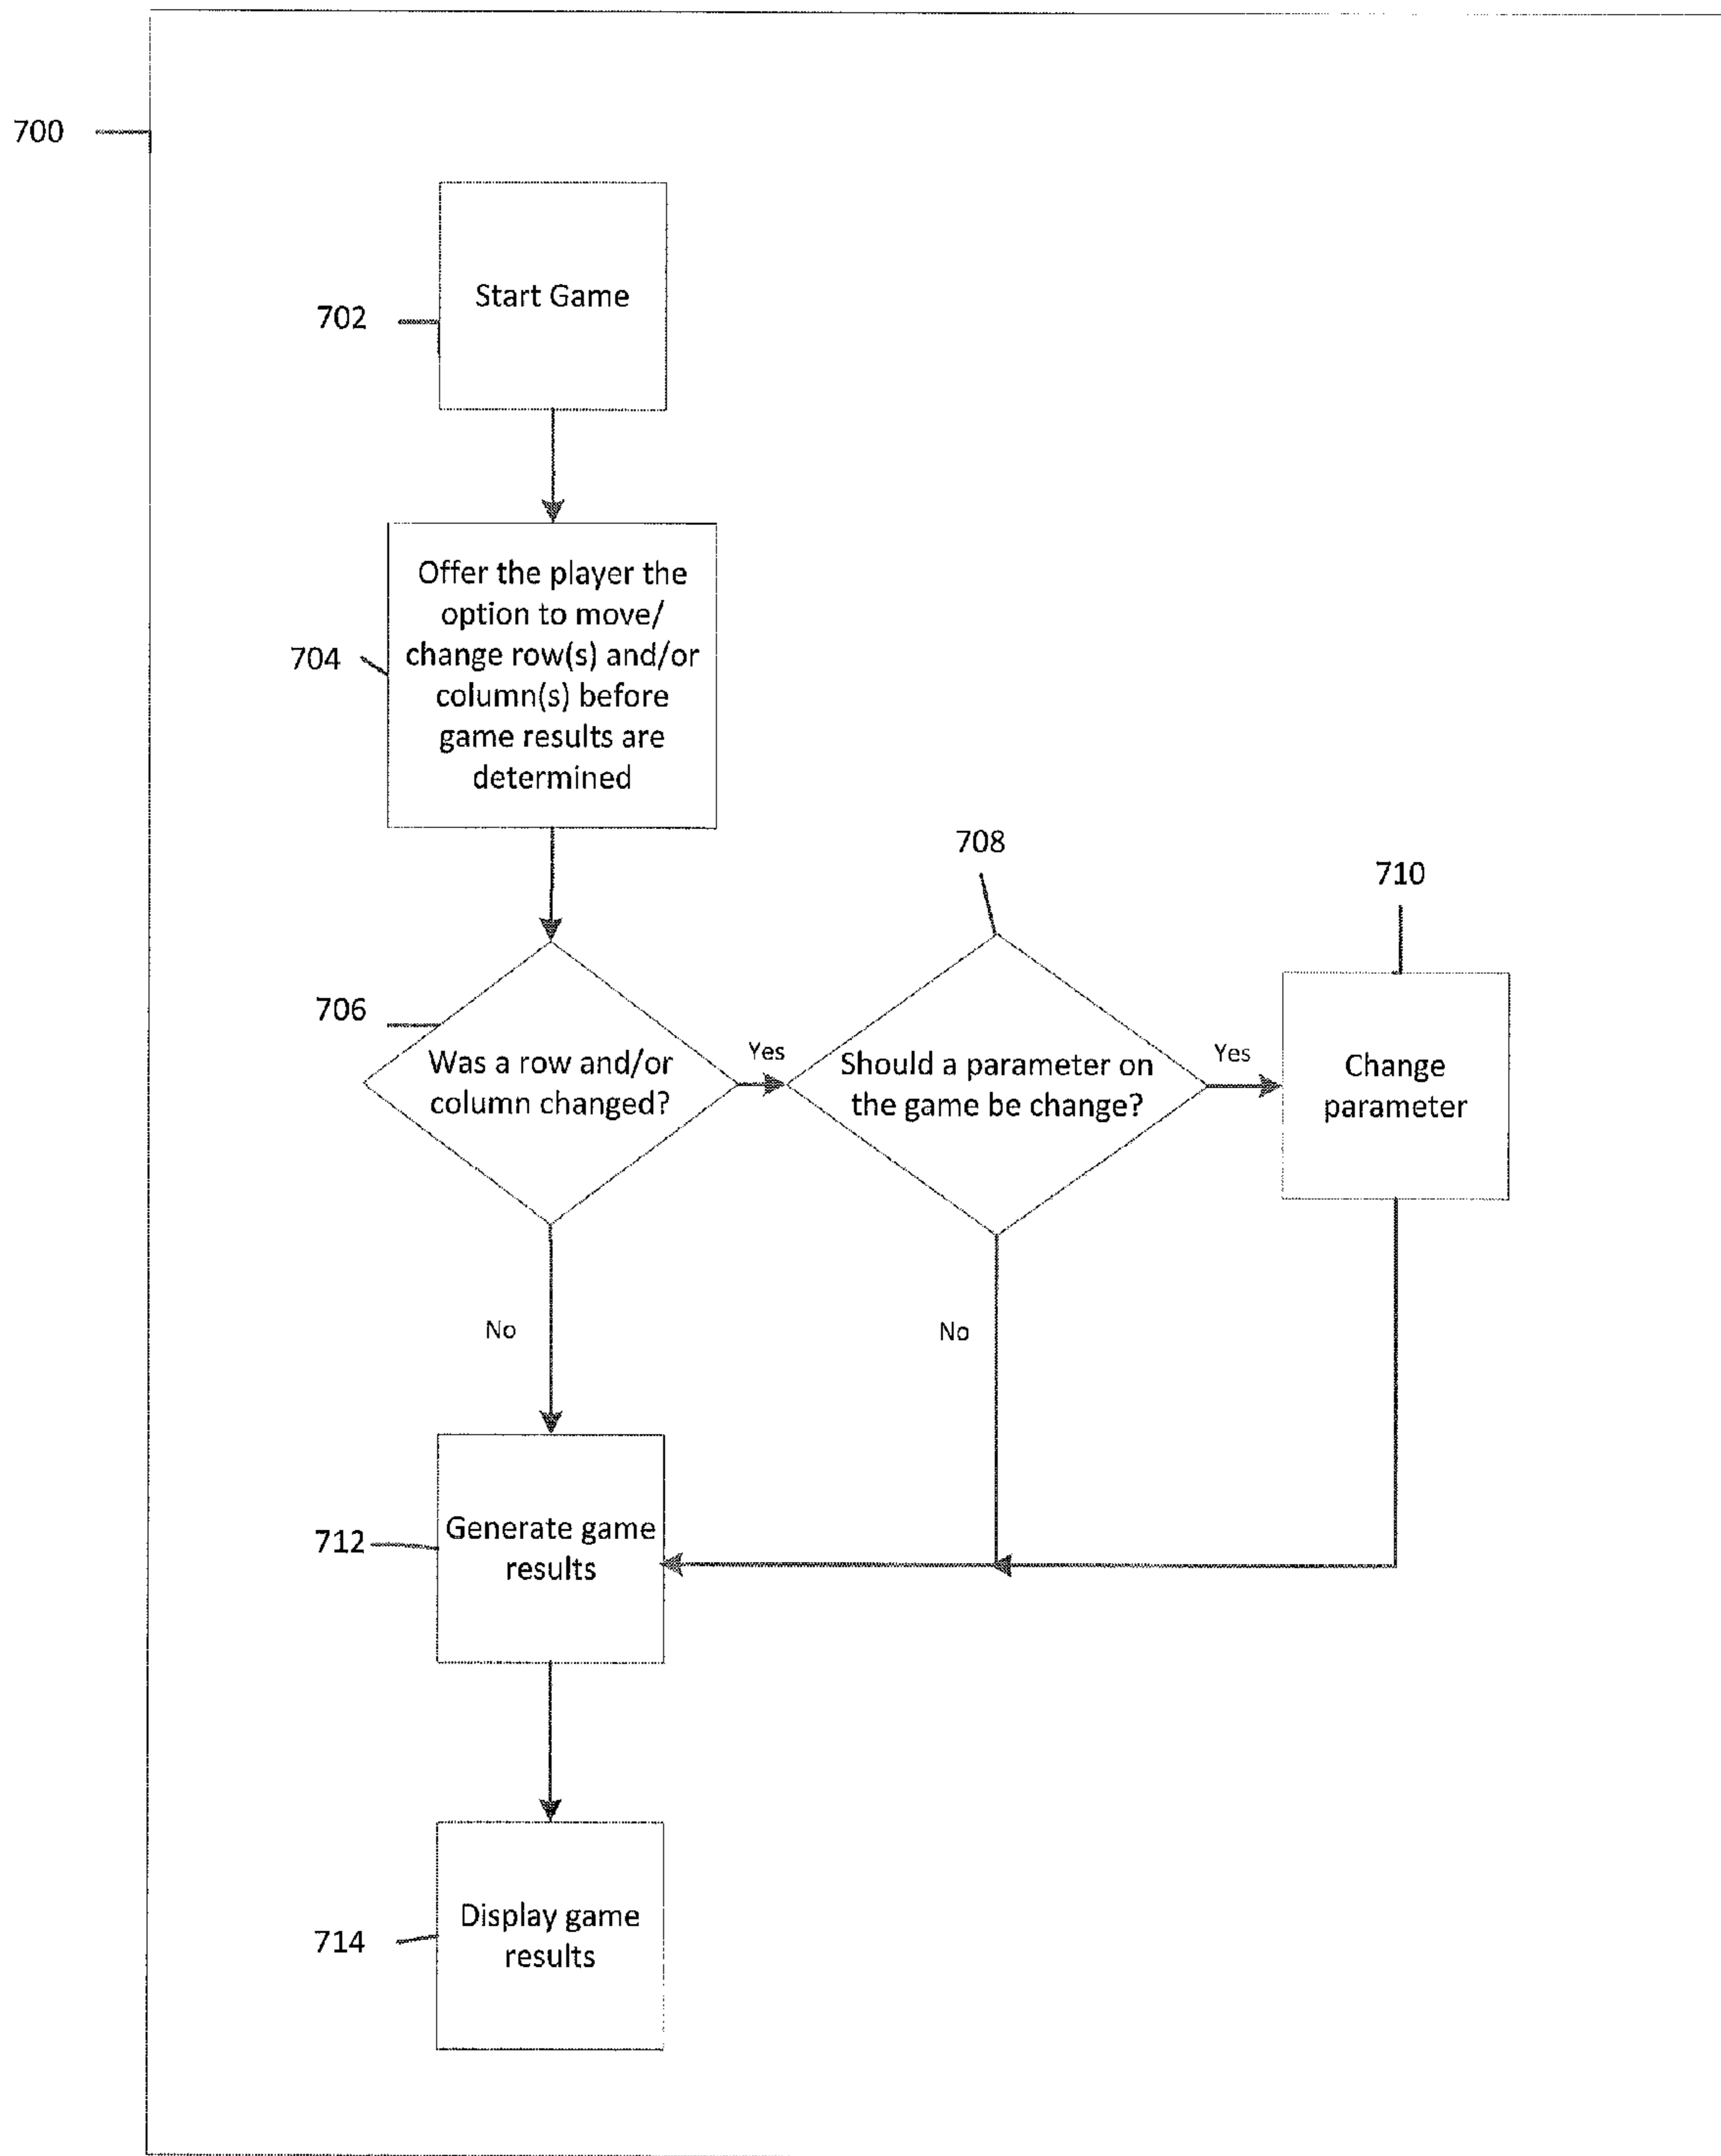 700
Start Game
702
Offer the player the
option to move/
change row(s) and/or
column(s) before
game results are
determined
704
708
710
706
Was a row and/or
column changed?
Yes
Should a parameter on
the game be change?
Yes
Change
parameter
No
No
712
Generate game
results
Display game
results
714